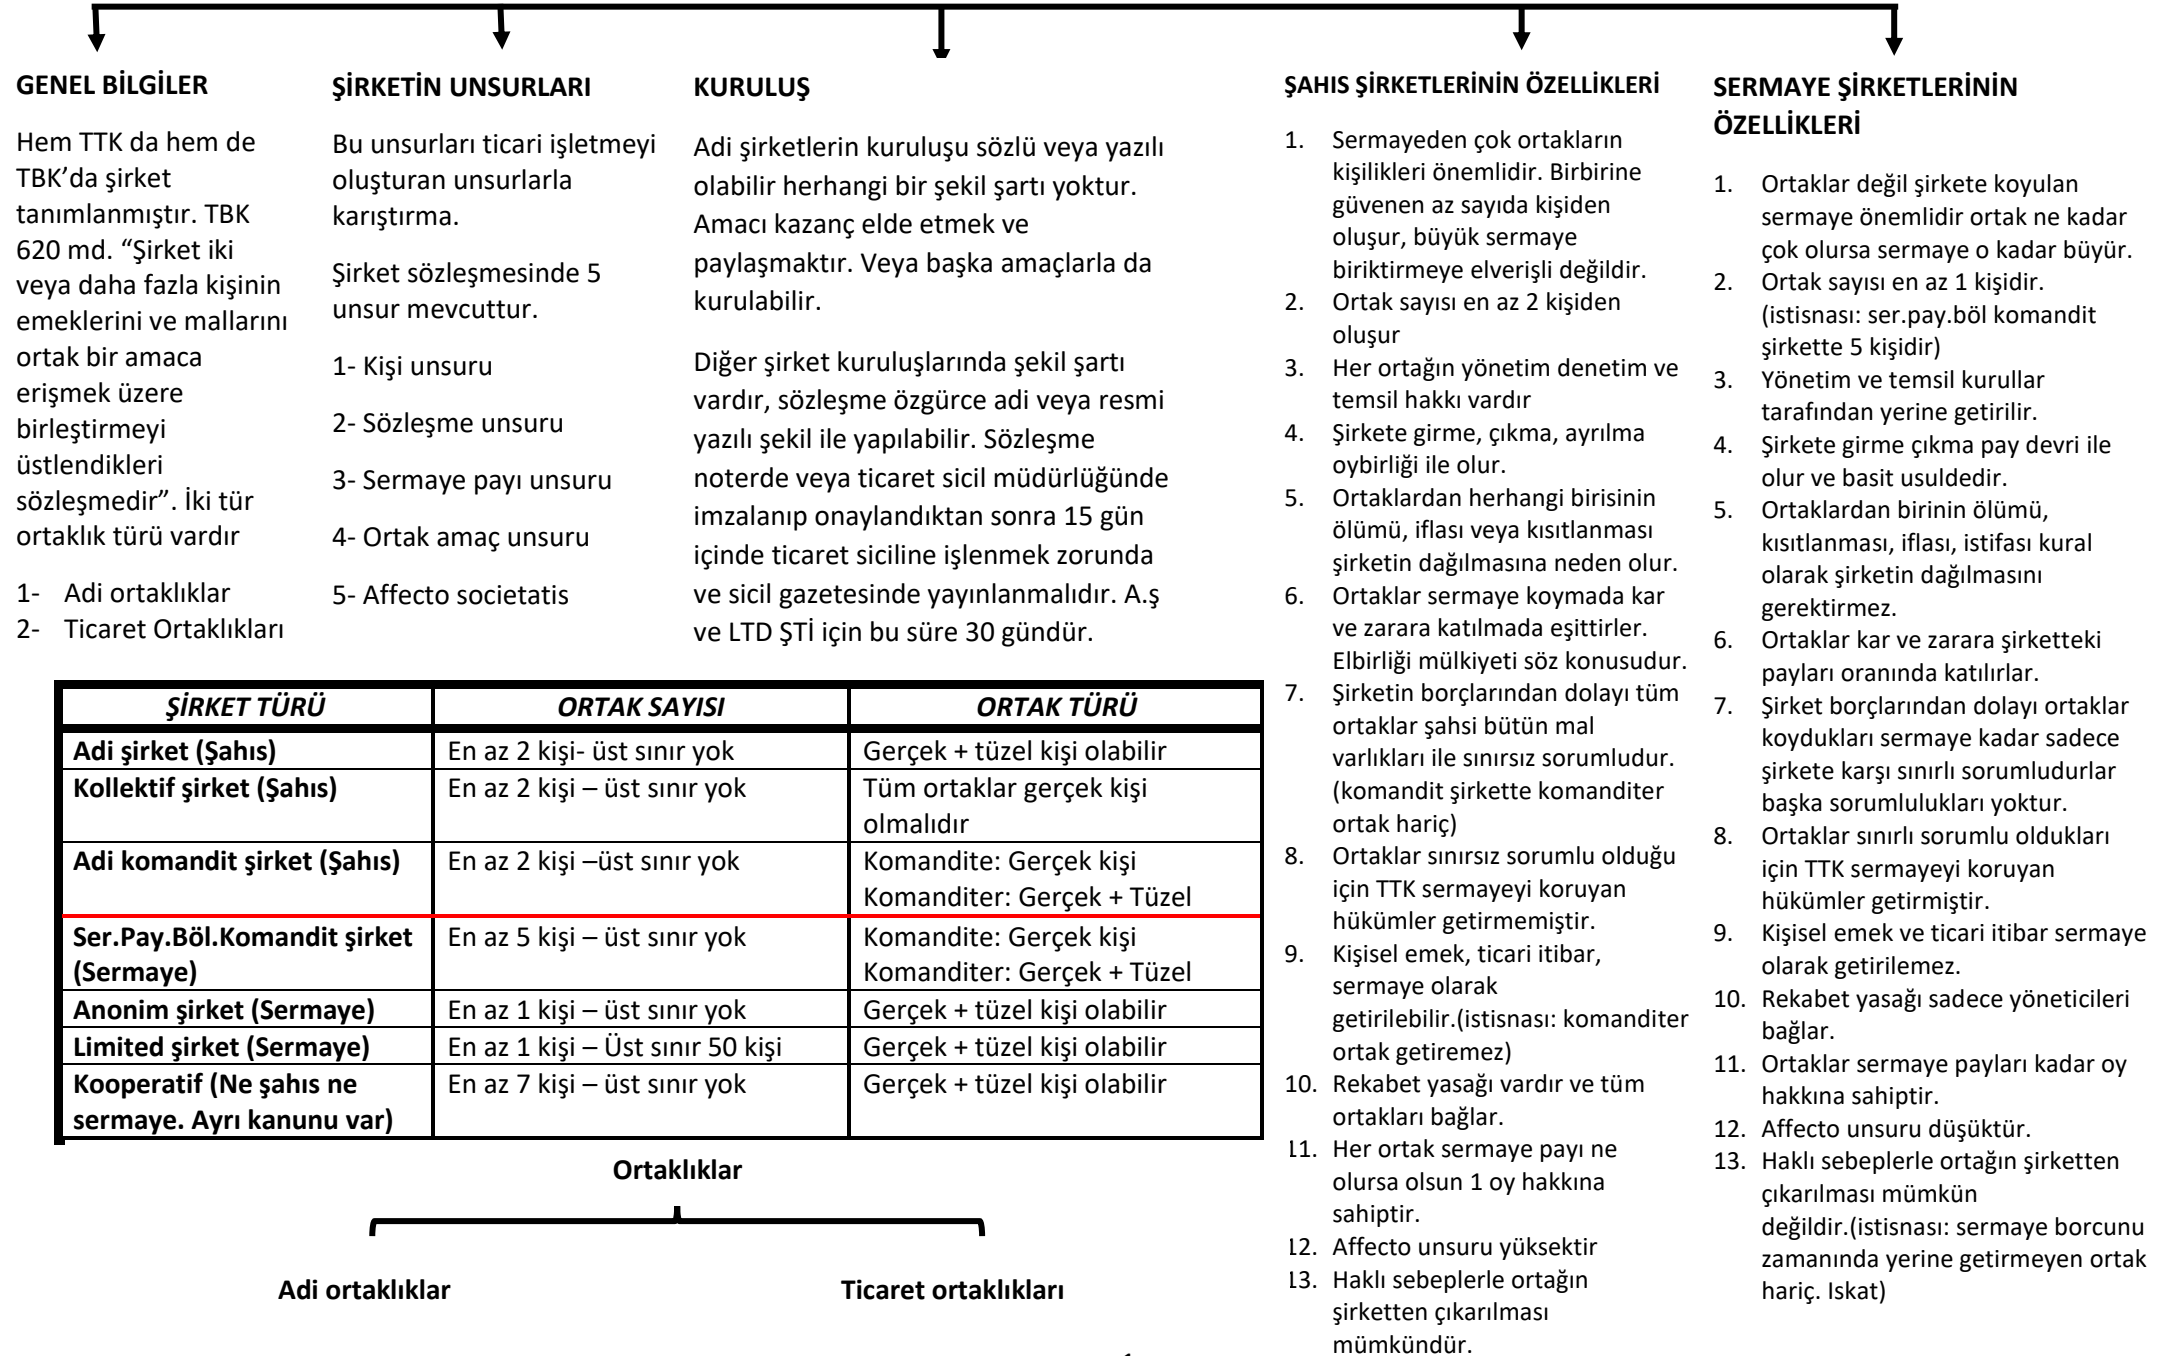 GENEL BİLGİLER
Hem TTK da hem de
TBK’da şirket
tanımlanmıştır. TBK
620 md. “Şirket iki
veya daha fazla kişinin
emeklerini ve mallarını
ortak bir amaca
erişmek üzere
birleştirmeyi
üstlendikleri
sözleşmedir”. İki tür
ortaklık türü vardır
1- Adi ortaklıklar
2- Ticaret Ortaklıkları
ŞİRKETİN UNSURLARI
Bu unsurları ticari işletmeyi
oluşturan unsurlarla
karıştırma.
Şirket sözleşmesinde 5
unsur mevcuttur.
1- Kişi unsuru
2- Sözleşme unsuru
3- Sermaye payı unsuru
4- Ortak amaç unsuru
5- Affecto societatis
KURULUŞ
Adi şirketlerin kuruluşu sözlü veya yazılı
olabilir herhangi bir şekil şartı yoktur.
Amacı kazanç elde etmek ve
paylaşmaktır. Veya başka amaçlarla da
kurulabilir.
Diğer şirket kuruluşlarında şekil şartı
vardır, sözleşme özgürce adi veya resmi
yazılı şekil ile yapılabilir. Sözleşme
noterde veya ticaret sicil müdürlüğünde
imzalanıp onaylandıktan sonra 15 gün
içinde ticaret siciline işlenmek zorunda
ve sicil gazetesinde yayınlanmalıdır. A.ş
ve LTD ŞTİ için bu süre 30 gündür.
ŞİRKET TÜRÜ ORTAK SAYISI ORTAK TÜRÜ
Adi şirket (Şahıs) En az 2 kişi- üst sınır yok Gerçek + tüzel kişi olabilir
Kollektif şirket (Şahıs) En az 2 kişi – üst sınır yok Tüm ortaklar gerçek kişi
olmalıdır
Adi komandit şirket (Şahıs) En az 2 kişi –üst sınır yok Komandite: Gerçek kişi
Komanditer: Gerçek + Tüzel
Ser.Pay.Böl.Komandit şirket En az 5 kişi – üst sınır yok Komandite: Gerçek kişi
(Sermaye) Komanditer: Gerçek + Tüzel
Anonim şirket (Sermaye) En az 1 kişi – üst sınır yok Gerçek + tüzel kişi olabilir
Limited şirket (Sermaye) En az 1 kişi – Üst sınır 50 kişi Gerçek + tüzel kişi olabilir
Kooperatif (Ne şahıs ne En az 7 kişi – üst sınır yok Gerçek + tüzel kişi olabilir
sermaye. Ayrı kanunu var)
Ortaklıklar
Adi ortaklıklar Ticaret ortaklıkları
ŞAHIS ŞİRKETLERİNİN ÖZELLİKLERİ
1. Sermayeden çok ortakların
kişilikleri önemlidir. Birbirine
güvenen az sayıda kişiden
oluşur, büyük sermaye
biriktirmeye elverişli değildir.
2. Ortak sayısı en az 2 kişiden
oluşur
3. Her ortağın yönetim denetim ve
temsil hakkı vardır
4. Şirkete girme, çıkma, ayrılma
oybirliği ile olur.
5. Ortaklardan herhangi birisinin
ölümü, iflası veya kısıtlanması
şirketin dağılmasına neden olur.
6. Ortaklar sermaye koymada kar
ve zarara katılmada eşittirler.
Elbirliği mülkiyeti söz konusudur.
7. Şirketin borçlarından dolayı tüm
ortaklar şahsi bütün mal
varlıkları ile sınırsız sorumludur.
(komandit şirkette komanditer
ortak hariç)
8. Ortaklar sınırsız sorumlu olduğu
için TTK sermayeyi koruyan
hükümler getirmemiştir.
9. Kişisel emek, ticari itibar,
sermaye olarak
getirilebilir.(istisnası: komanditer
ortak getiremez)
10. Rekabet yasağı vardır ve tüm
ortakları bağlar.
11. Her ortak sermaye payı ne
olursa olsun 1 oy hakkına
sahiptir.
12. Affecto unsuru yüksektir
13. Haklı sebeplerle ortağın
şirketten çıkarılması
mümkündür.
SERMAYE ŞİRKETLERİNİN
ÖZELLİKLERİ
1. Ortaklar değil şirkete koyulan
sermaye önemlidir ortak ne kadar
çok olursa sermaye o kadar büyür.
2. Ortak sayısı en az 1 kişidir.
(istisnası: ser.pay.böl komandit
şirkette 5 kişidir)
3. Yönetim ve temsil kurullar
tarafından yerine getirilir.
4. Şirkete girme çıkma pay devri ile
olur ve basit usuldedir.
5. Ortaklardan birinin ölümü,
kısıtlanması, iflası, istifası kural
olarak şirketin dağılmasını
gerektirmez.
6. Ortaklar kar ve zarara şirketteki
payları oranında katılırlar.
7. Şirket borçlarından dolayı ortaklar
koydukları sermaye kadar sadece
şirkete karşı sınırlı sorumludurlar
başka sorumlulukları yoktur.
8. Ortaklar sınırlı sorumlu oldukları
için TTK sermayeyi koruyan
hükümler getirmiştir.
9. Kişisel emek ve ticari itibar sermaye
olarak getirilemez.
10. Rekabet yasağı sadece yöneticileri
bağlar.
11. Ortaklar sermaye payları kadar oy
hakkına sahiptir.
12. Affecto unsuru düşüktür.
13. Haklı sebeplerle ortağın şirketten
çıkarılması mümkün
değildir.(istisnası: sermaye borcunu
zamanında yerine getirmeyen ortak
hariç. Iskat)